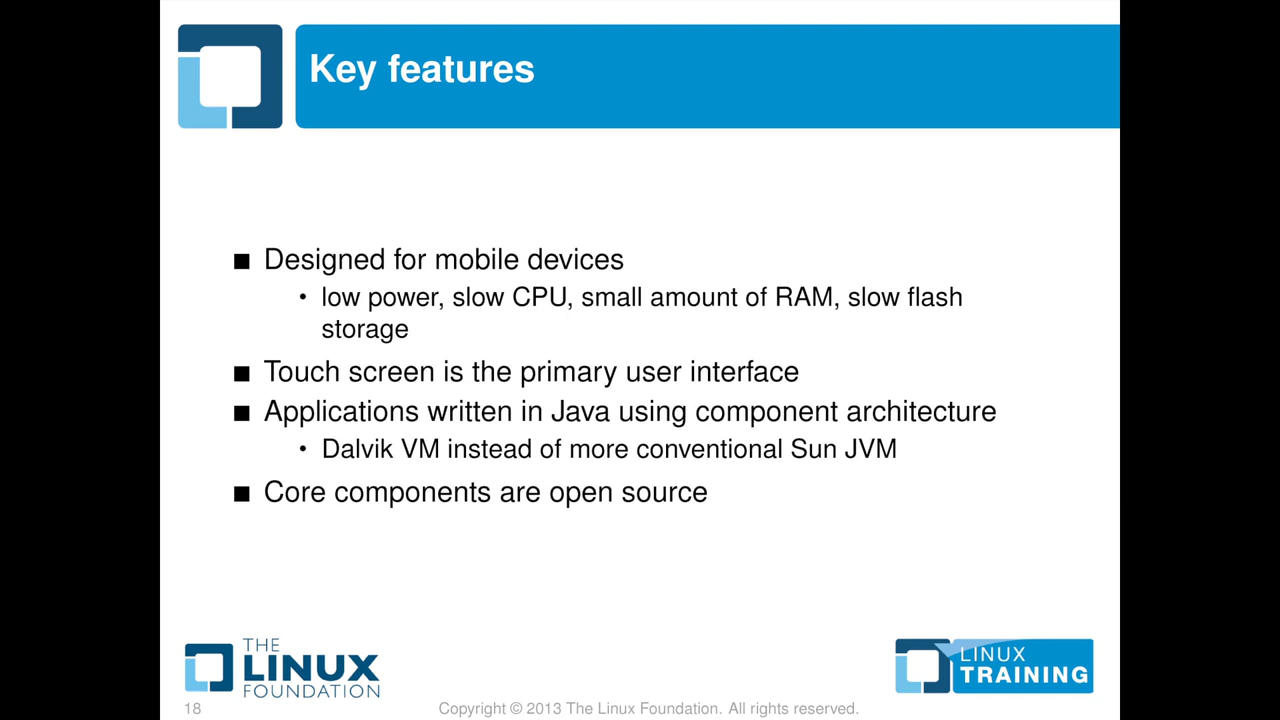 Key features
■ Designed for mobile devices
• low power, slow CPU, small amount of RAM, slow flash
storage
■ Touch screen is the primary user interface
■ Applications written in Java using component architecture
• Dalvik VM instead of more conventional Sun JVM
■ Core components are open source
THE
LINUX
FOUNDATION
LINUX
TRAINING
18
Copyright © 2013 The Linux Foundation. All rights reserved.